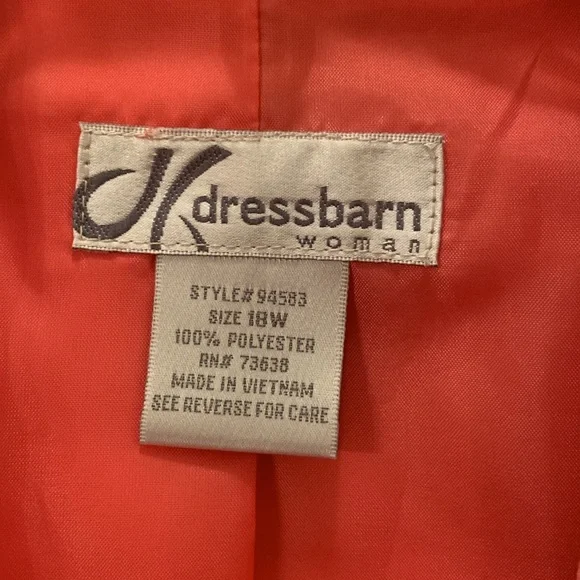 dressbarn
woman
STYLE# 94583
SIZE 18W
100% POLYESTER
RN# 73638
MADE IN VIETNAM
SEE REVERSE FOR CARE